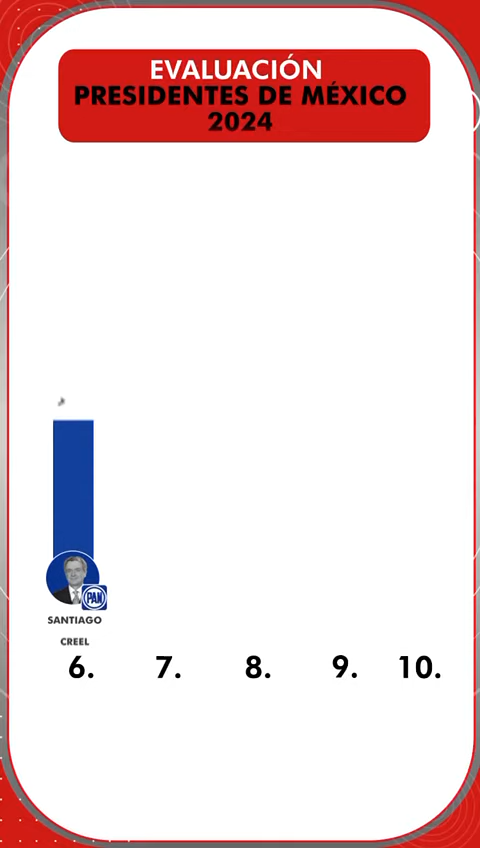 EVALUACIÓN
PRESIDENTES DE MÉXICO
2024
PAN
SANTIAGO
CREEL
6. 7. 8. 9. 10.